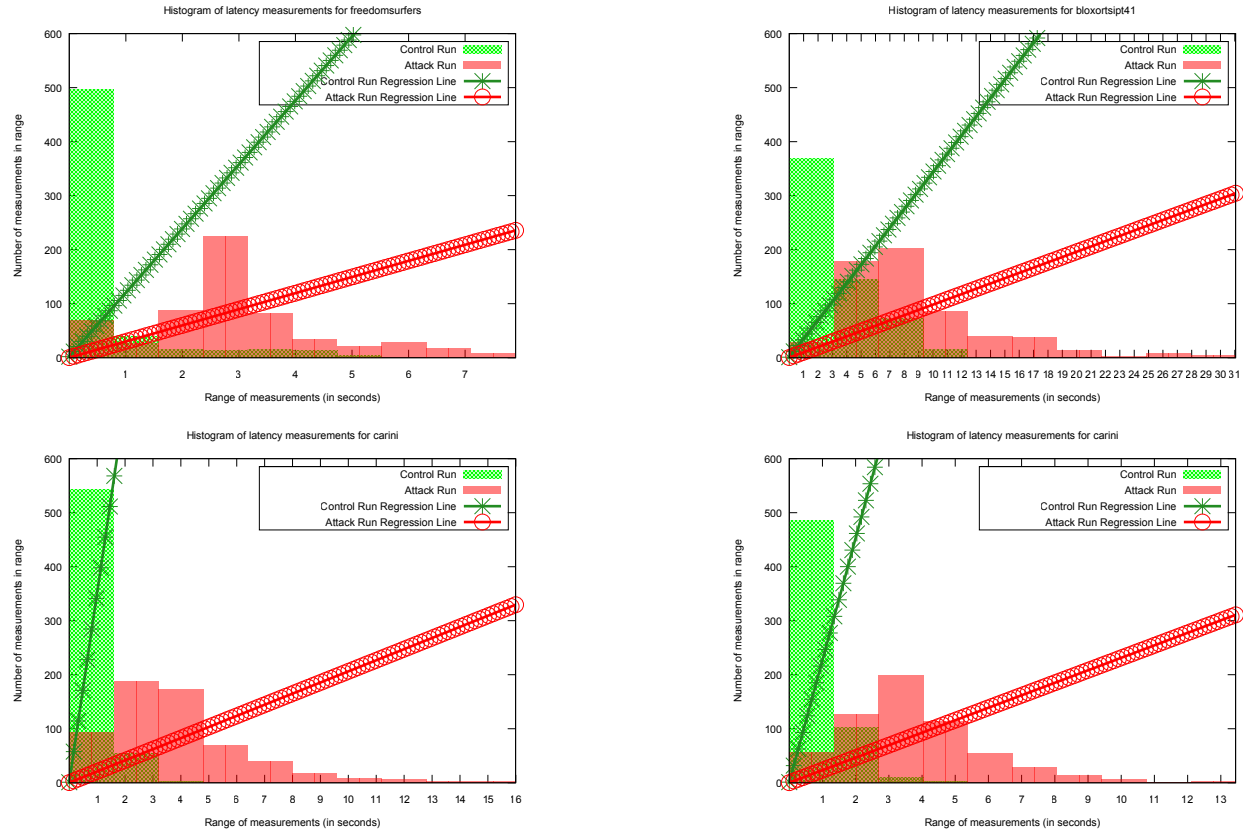 Histogram of latency measurements for freedomsurfers
600
500
400
300
200
100
0
Number of measurements in range
Control Run
Attack Run
Control Run Regression Line
Attack Run Regression Line
1 2 3 4 5 6 7
Range of measurements (in seconds)
Histogram of latency measurements for bloxortsipt41
600
500
400
300
200
100
0
Number of measurements in range
Control Run
Attack Run
Control Run Regression Line
Attack Run Regression Line
1 2 3 4 5 6 7 8 9 10 11 12 13 14 15 16 17 18 19 20 21 22 23 24 25 26 27 28 29 30 31
Range of measurements (in seconds)
Histogram of latency measurements for carini
600
500
400
300
200
100
0
Number of measurements in range
Control Run
Attack Run
Control Run Regression Line
Attack Run Regression Line
1 2 3 4 5 6 7 8 9 10 11 12 13 14 15 16
Range of measurements (in seconds)
Histogram of latency measurements for carini
600
500
400
300
200
100
0
Number of measurements in range
Control Run
Attack Run
Control Run Regression Line
Attack Run Regression Line
1 2 3 4 5 6 7 8 9 10 11 12 13
Range of measurements (in seconds)